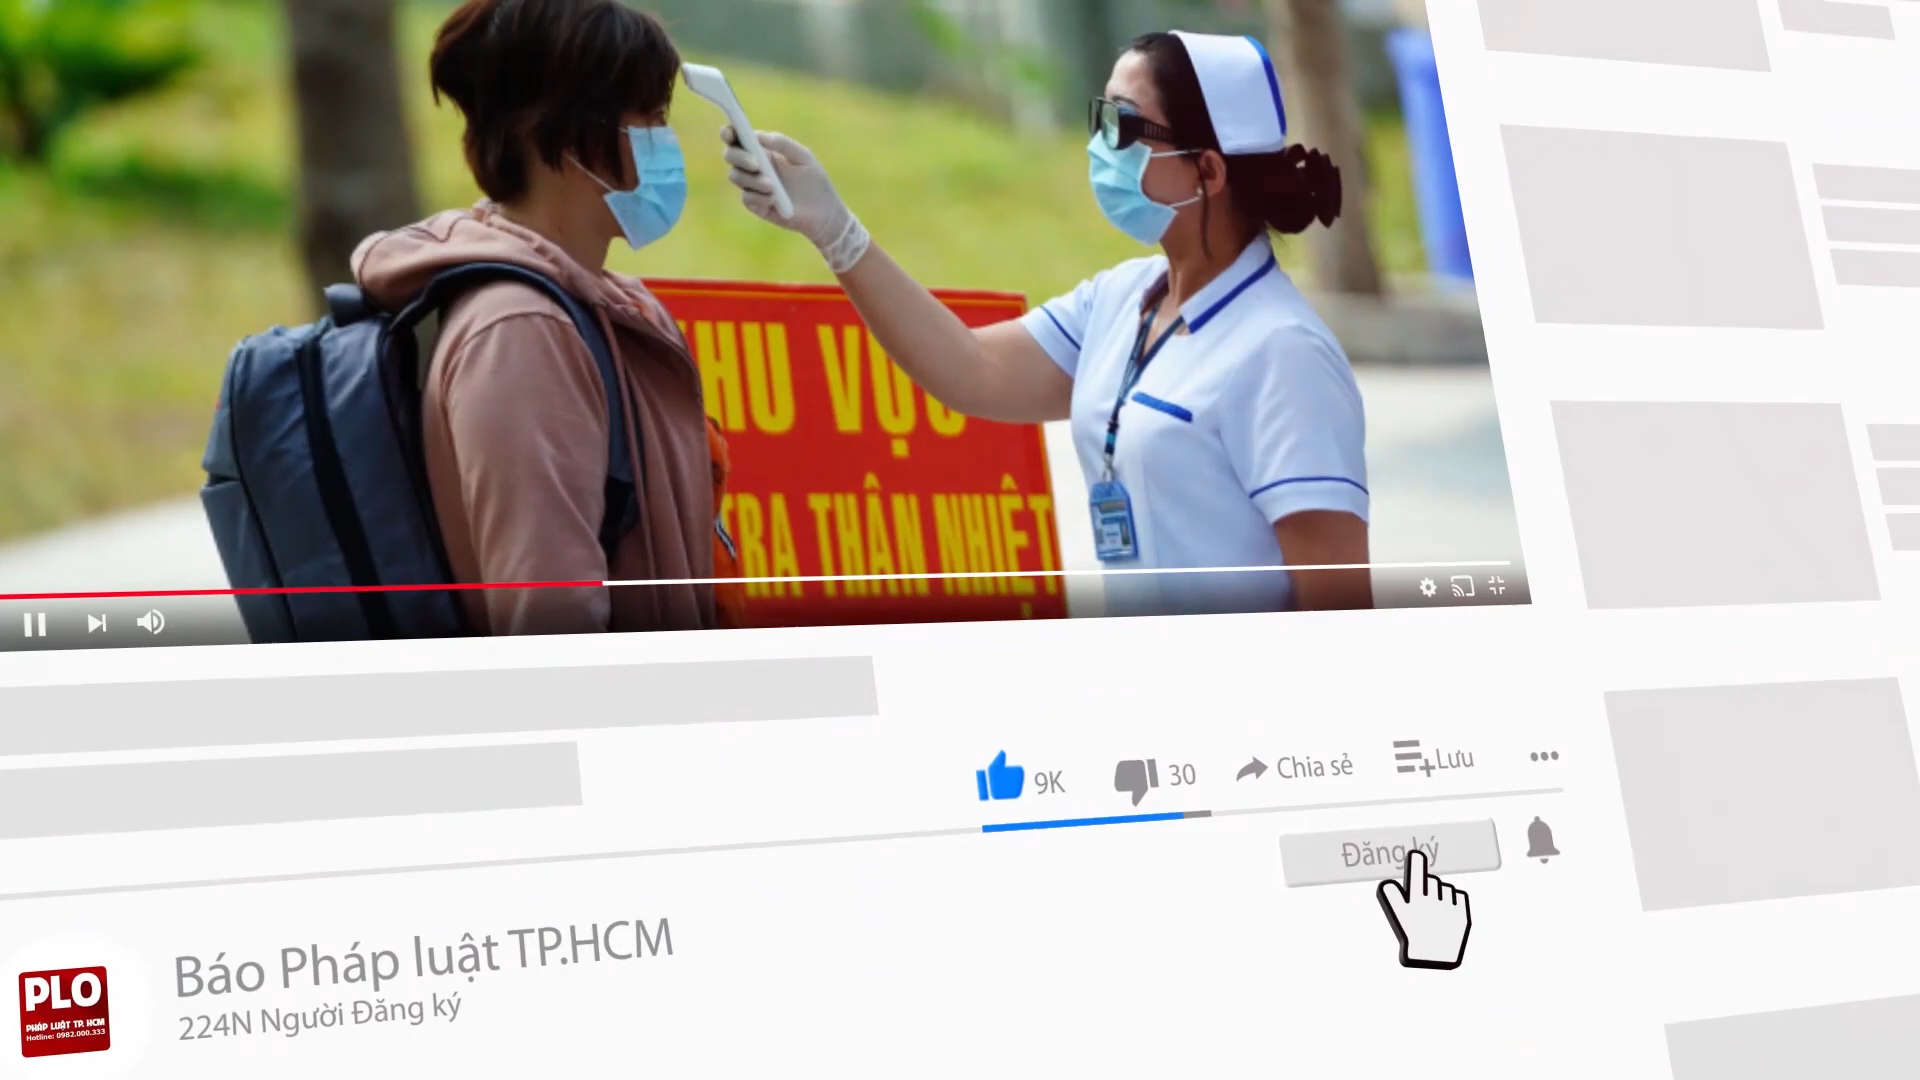 HU VỰC
TRA THÂN NHIỆT
9K
30
Chia sẻ
Lưu
Đăng ký
Báo Pháp luật TP.HCM
224N Người Đăng ký
PLO
PHÁP LUẬT TP. HCM
Hotline: 0982.000.333